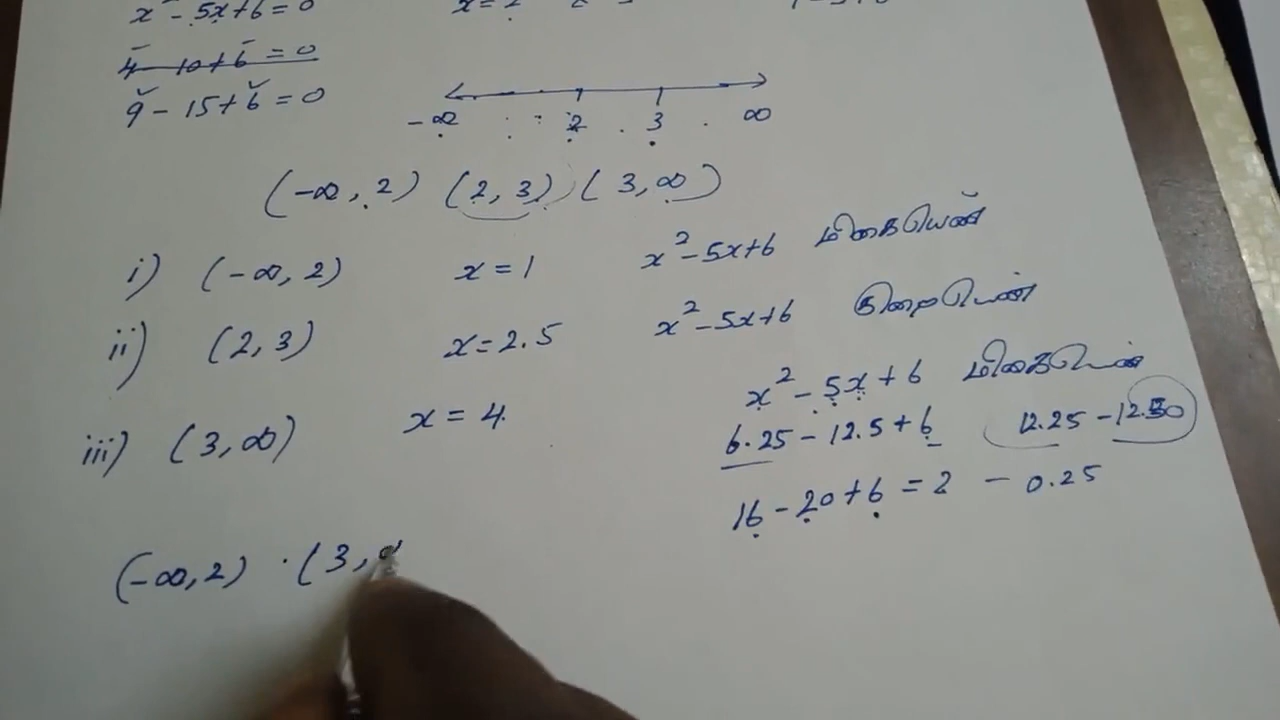 x² - 5x + 6 = 0
x = 2
4 - 10 + 6 = 0
9 - 15 + 6 = 0
-∞ 2 3 ∞
(-∞, 2) (2, 3) (3, ∞)
i) (-∞, 2) x = 1 x² - 5x + 6 மிகையெண்
ii) (2, 3) x = 2.5 x² - 5x + 6 குறையெண்
x² - 5x + 6 மிகையெண்
iii) (3, ∞) x = 4
6.25 - 12.5 + 6 12.25 - 12.50
16 - 20 + 6 = 2 - 0.25
(-∞, 2) (3,